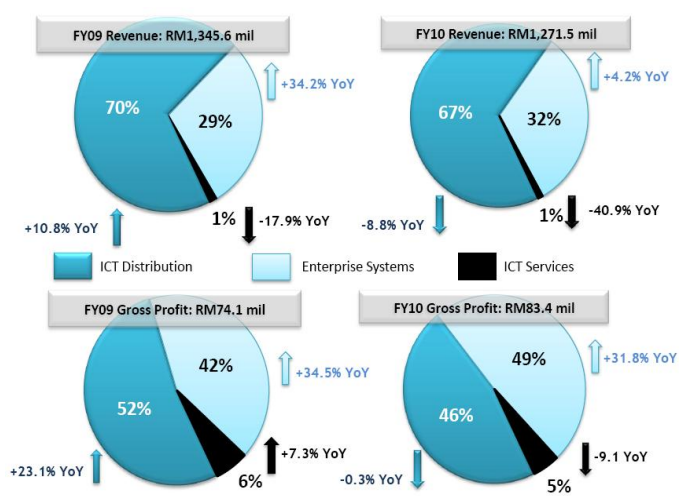 FY09 Revenue: RM1,345.6 mil
FY10 Revenue: RM1,271.5 mil
+34.2% YoY
+4.2% YoY
70%
29%
67%
32%
1%
-17.9% YoY
1%
-40.9% YoY
+10.8% YoY
-8.8% YoY
ICT Distribution
Enterprise Systems
ICT Services
FY09 Gross Profit: RM74.1 mil
FY10 Gross Profit: RM83.4 mil
42%
+34.5% YoY
49%
+31.8% YoY
52%
46%
+7.3% YoY
-9.1 YoY
+23.1% YoY
6%
-0.3% YoY
5%